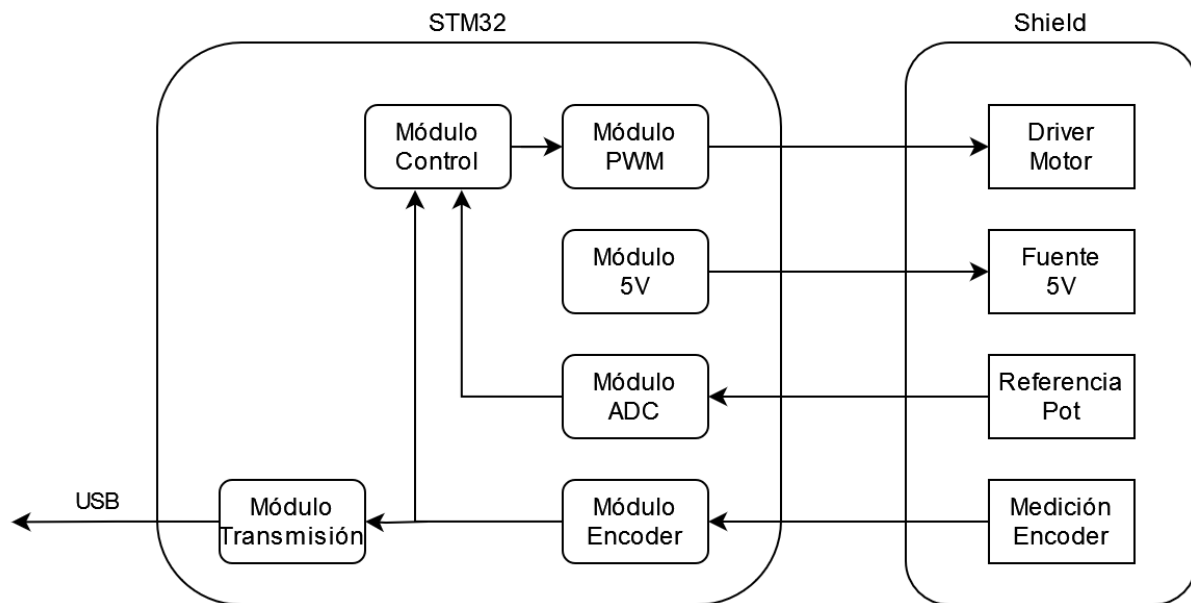 STM32
Shield
Módulo
Control
Módulo
PWM
Driver
Motor
Módulo
5V
Fuente
5V
Módulo
ADC
Referencia
Pot
USB
Módulo
Transmisión
Módulo
Encoder
Medición
Encoder